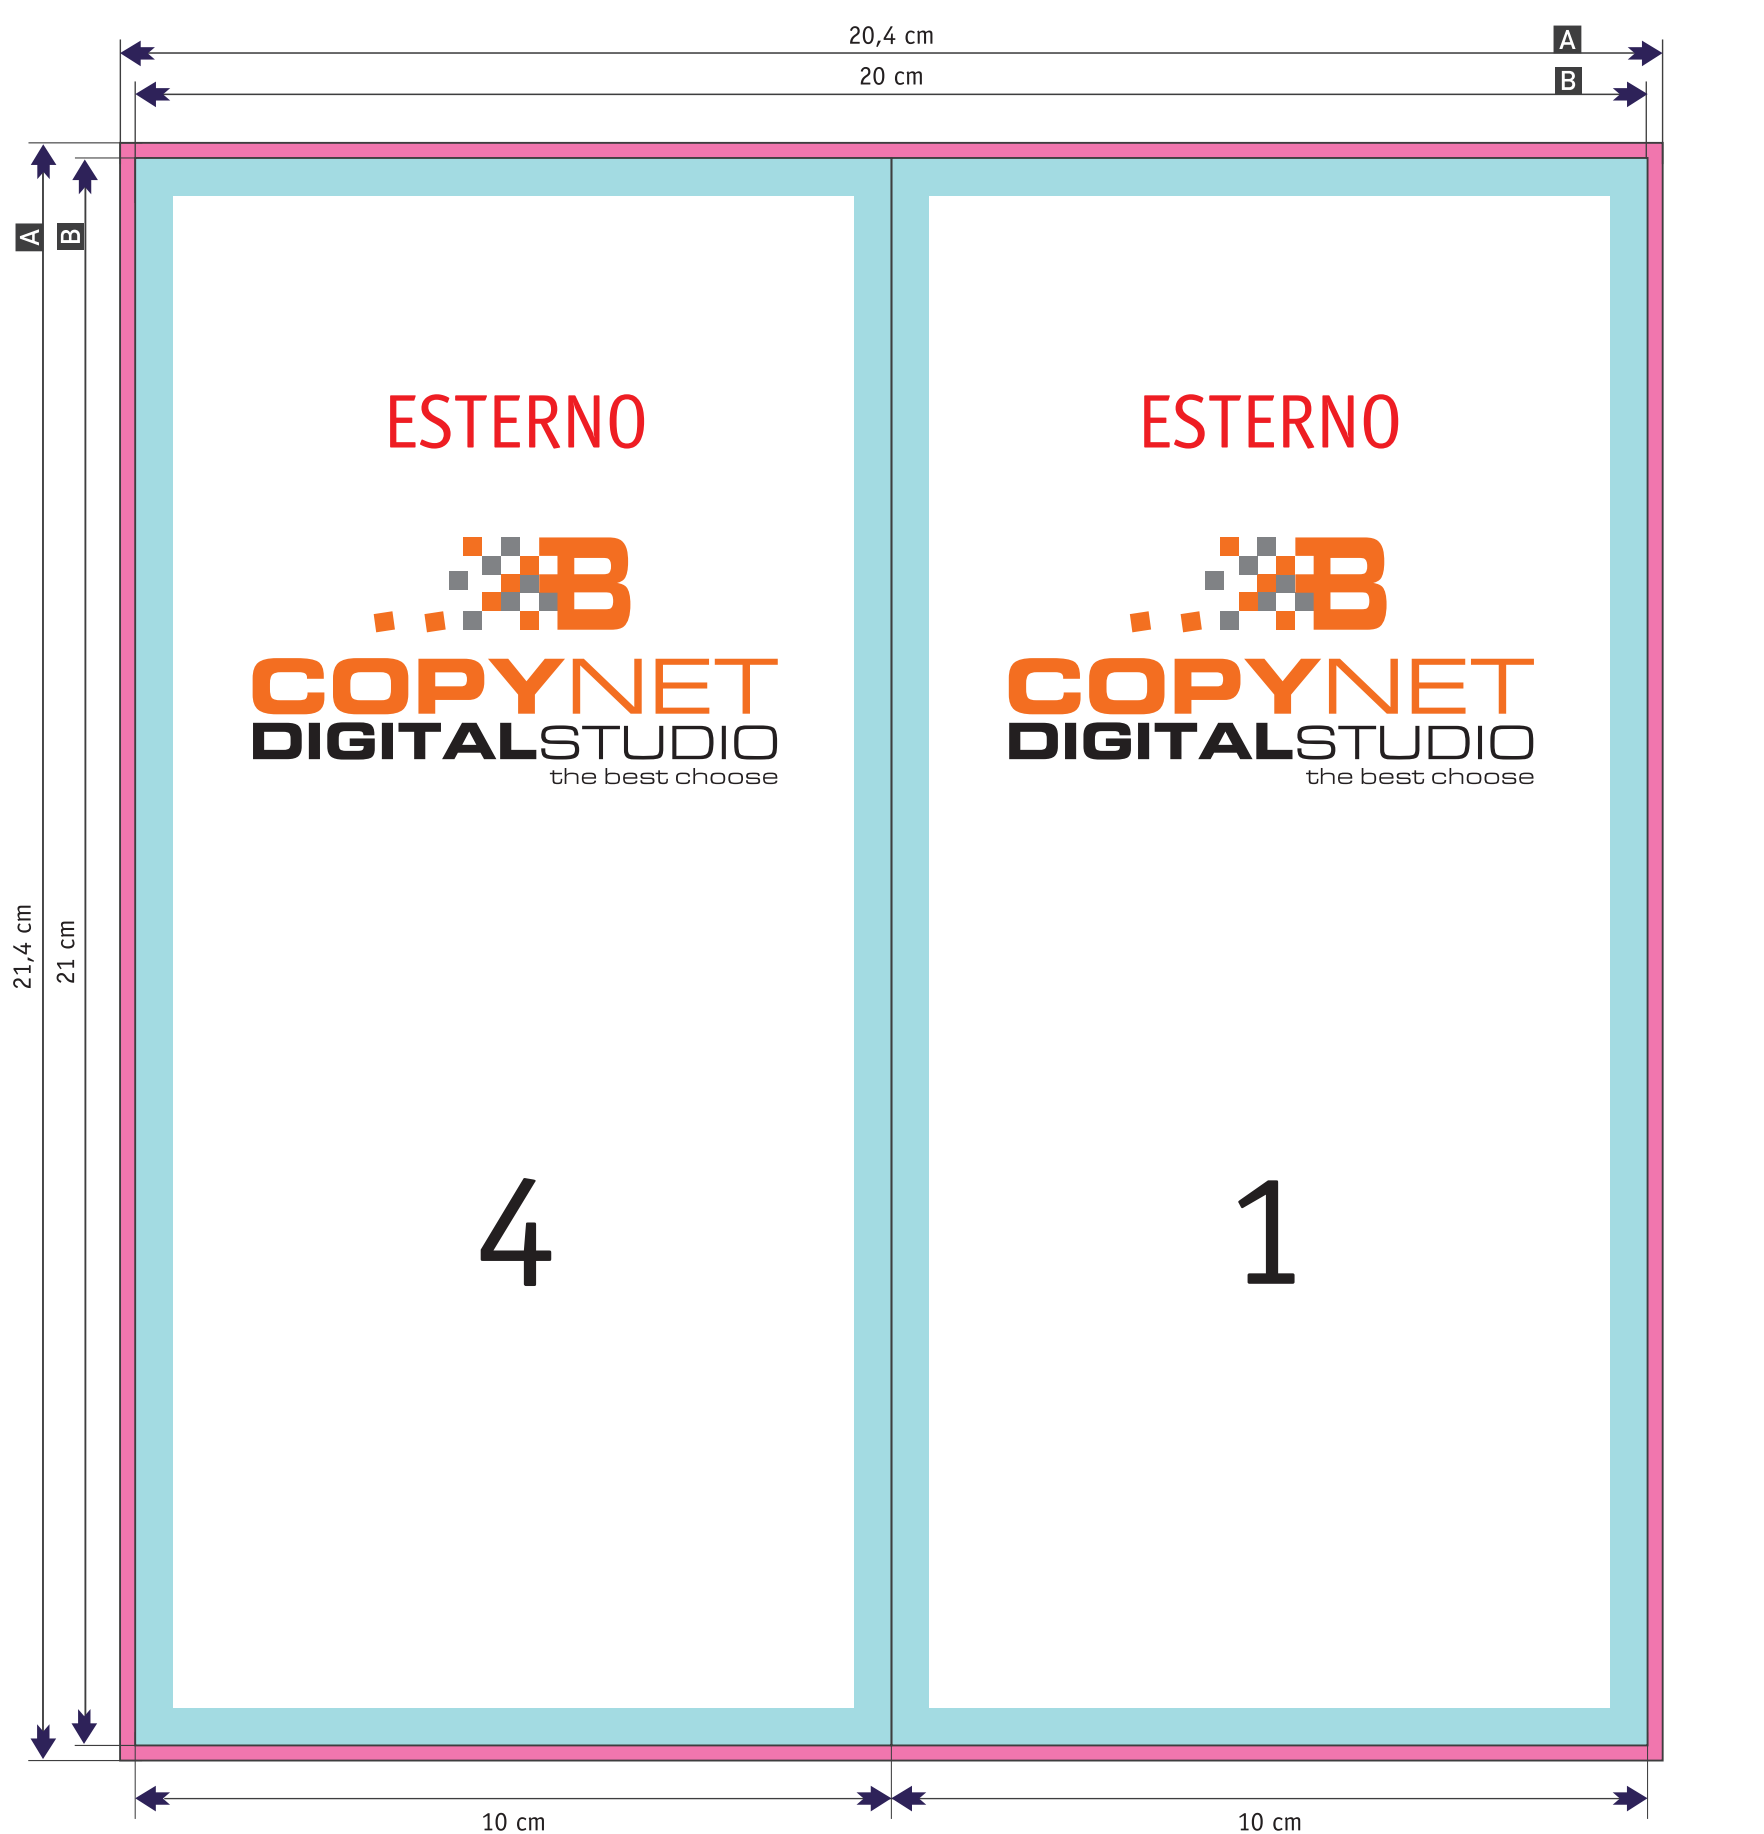 20,4 cm
A
20 cm
B
A
B
21,4 cm
21 cm
ESTERNO
B
COPYNET
DIGITALSTUDIO
the best choose
4
ESTERNO
B
COPYNET
DIGITALSTUDIO
the best choose
1
10 cm
10 cm